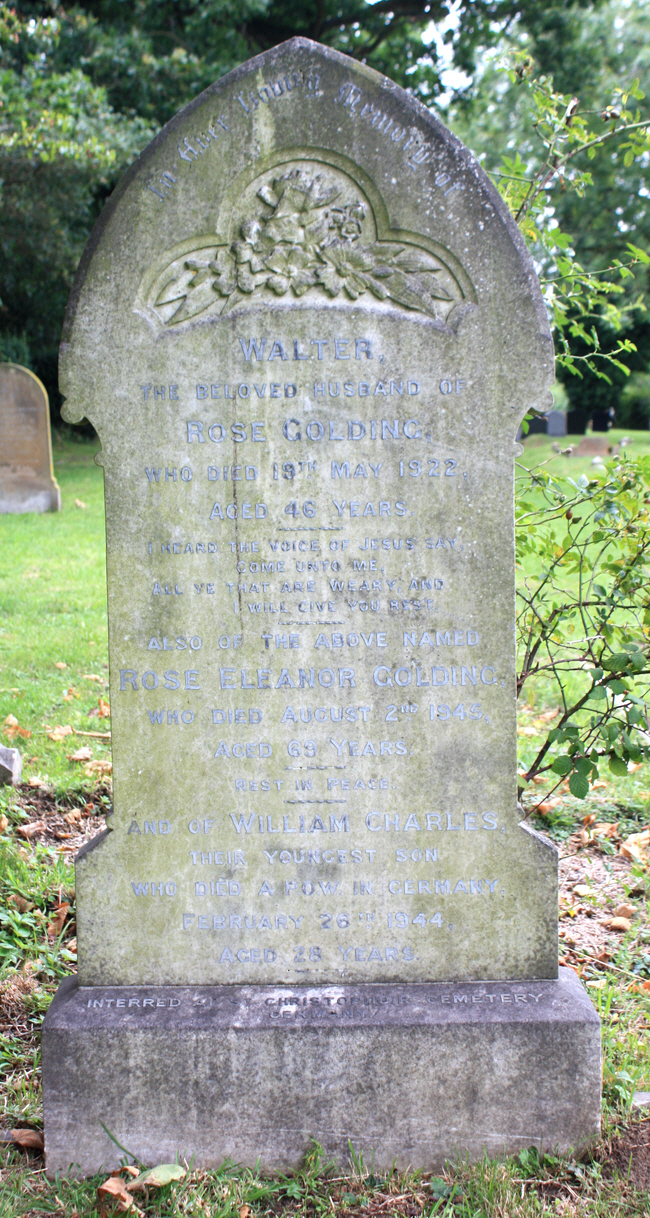 In Ever Loving Memory of
WALTER,
THE BELOVED HUSBAND OF
ROSE GOLDING,
WHO DIED 19TH MAY 1922,
AGED 46 YEARS.
I HEARD THE VOICE OF JESUS SAY,
COME UNTO ME,
ALL YE THAT ARE WEARY AND
I WILL GIVE YOU REST.
ALSO OF THE ABOVE NAMED
ROSE ELEANOR GOLDING,
WHO DIED AUGUST 2ND 1945,
AGED 69 YEARS.
REST IN PEACE.
AND OF WILLIAM CHARLES,
THEIR YOUNGEST SON
WHO DIED A POW IN GERMANY,
FEBRUARY 26TH 1944,
AGED 28 YEARS.
INTERRED ST CEMETERY
GERMANY